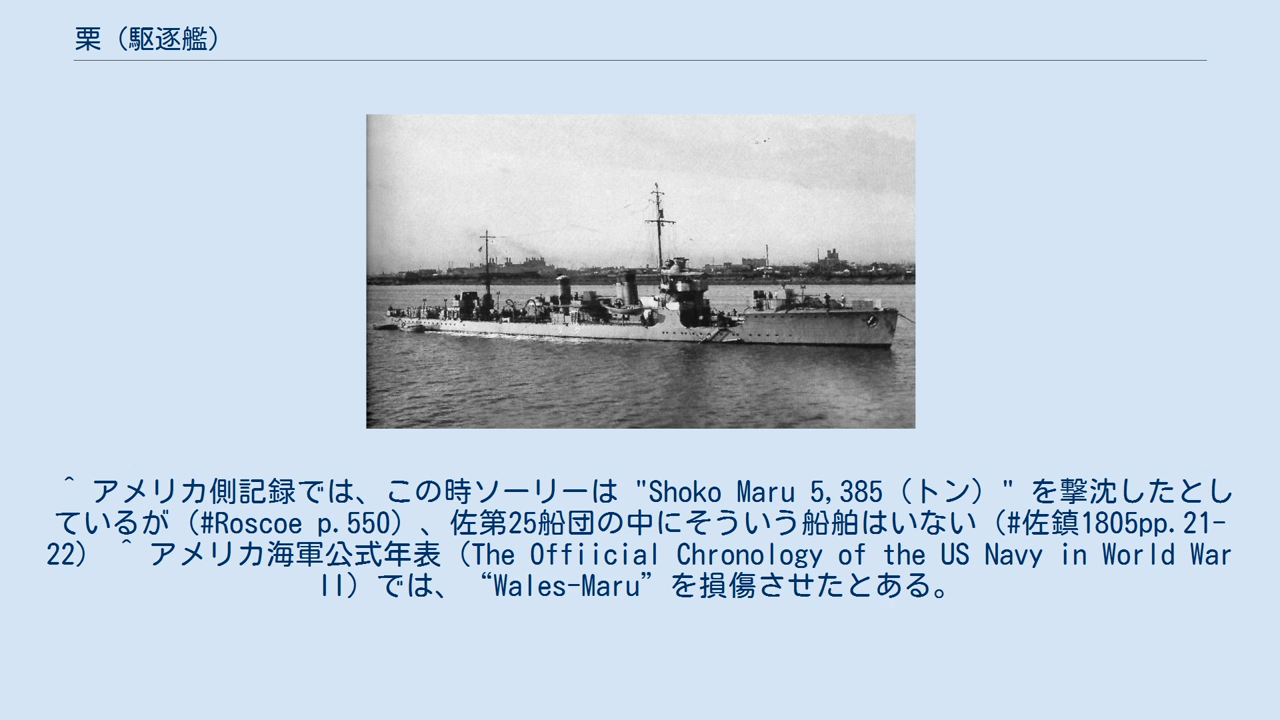 栗（駆逐艦）
^ アメリカ側記録では、この時ソーリーは "Shoko Maru 5,385（トン）" を撃沈したとし
ているが（#Roscoe p.550）、佐第25船団の中にそういう船舶はいない（#佐鎮1805pp.21-
22） ^ アメリカ海軍公式年表（The Offiicial Chronology of the US Navy in World War
II）では、“Wales-Maru”を損傷させたとある。